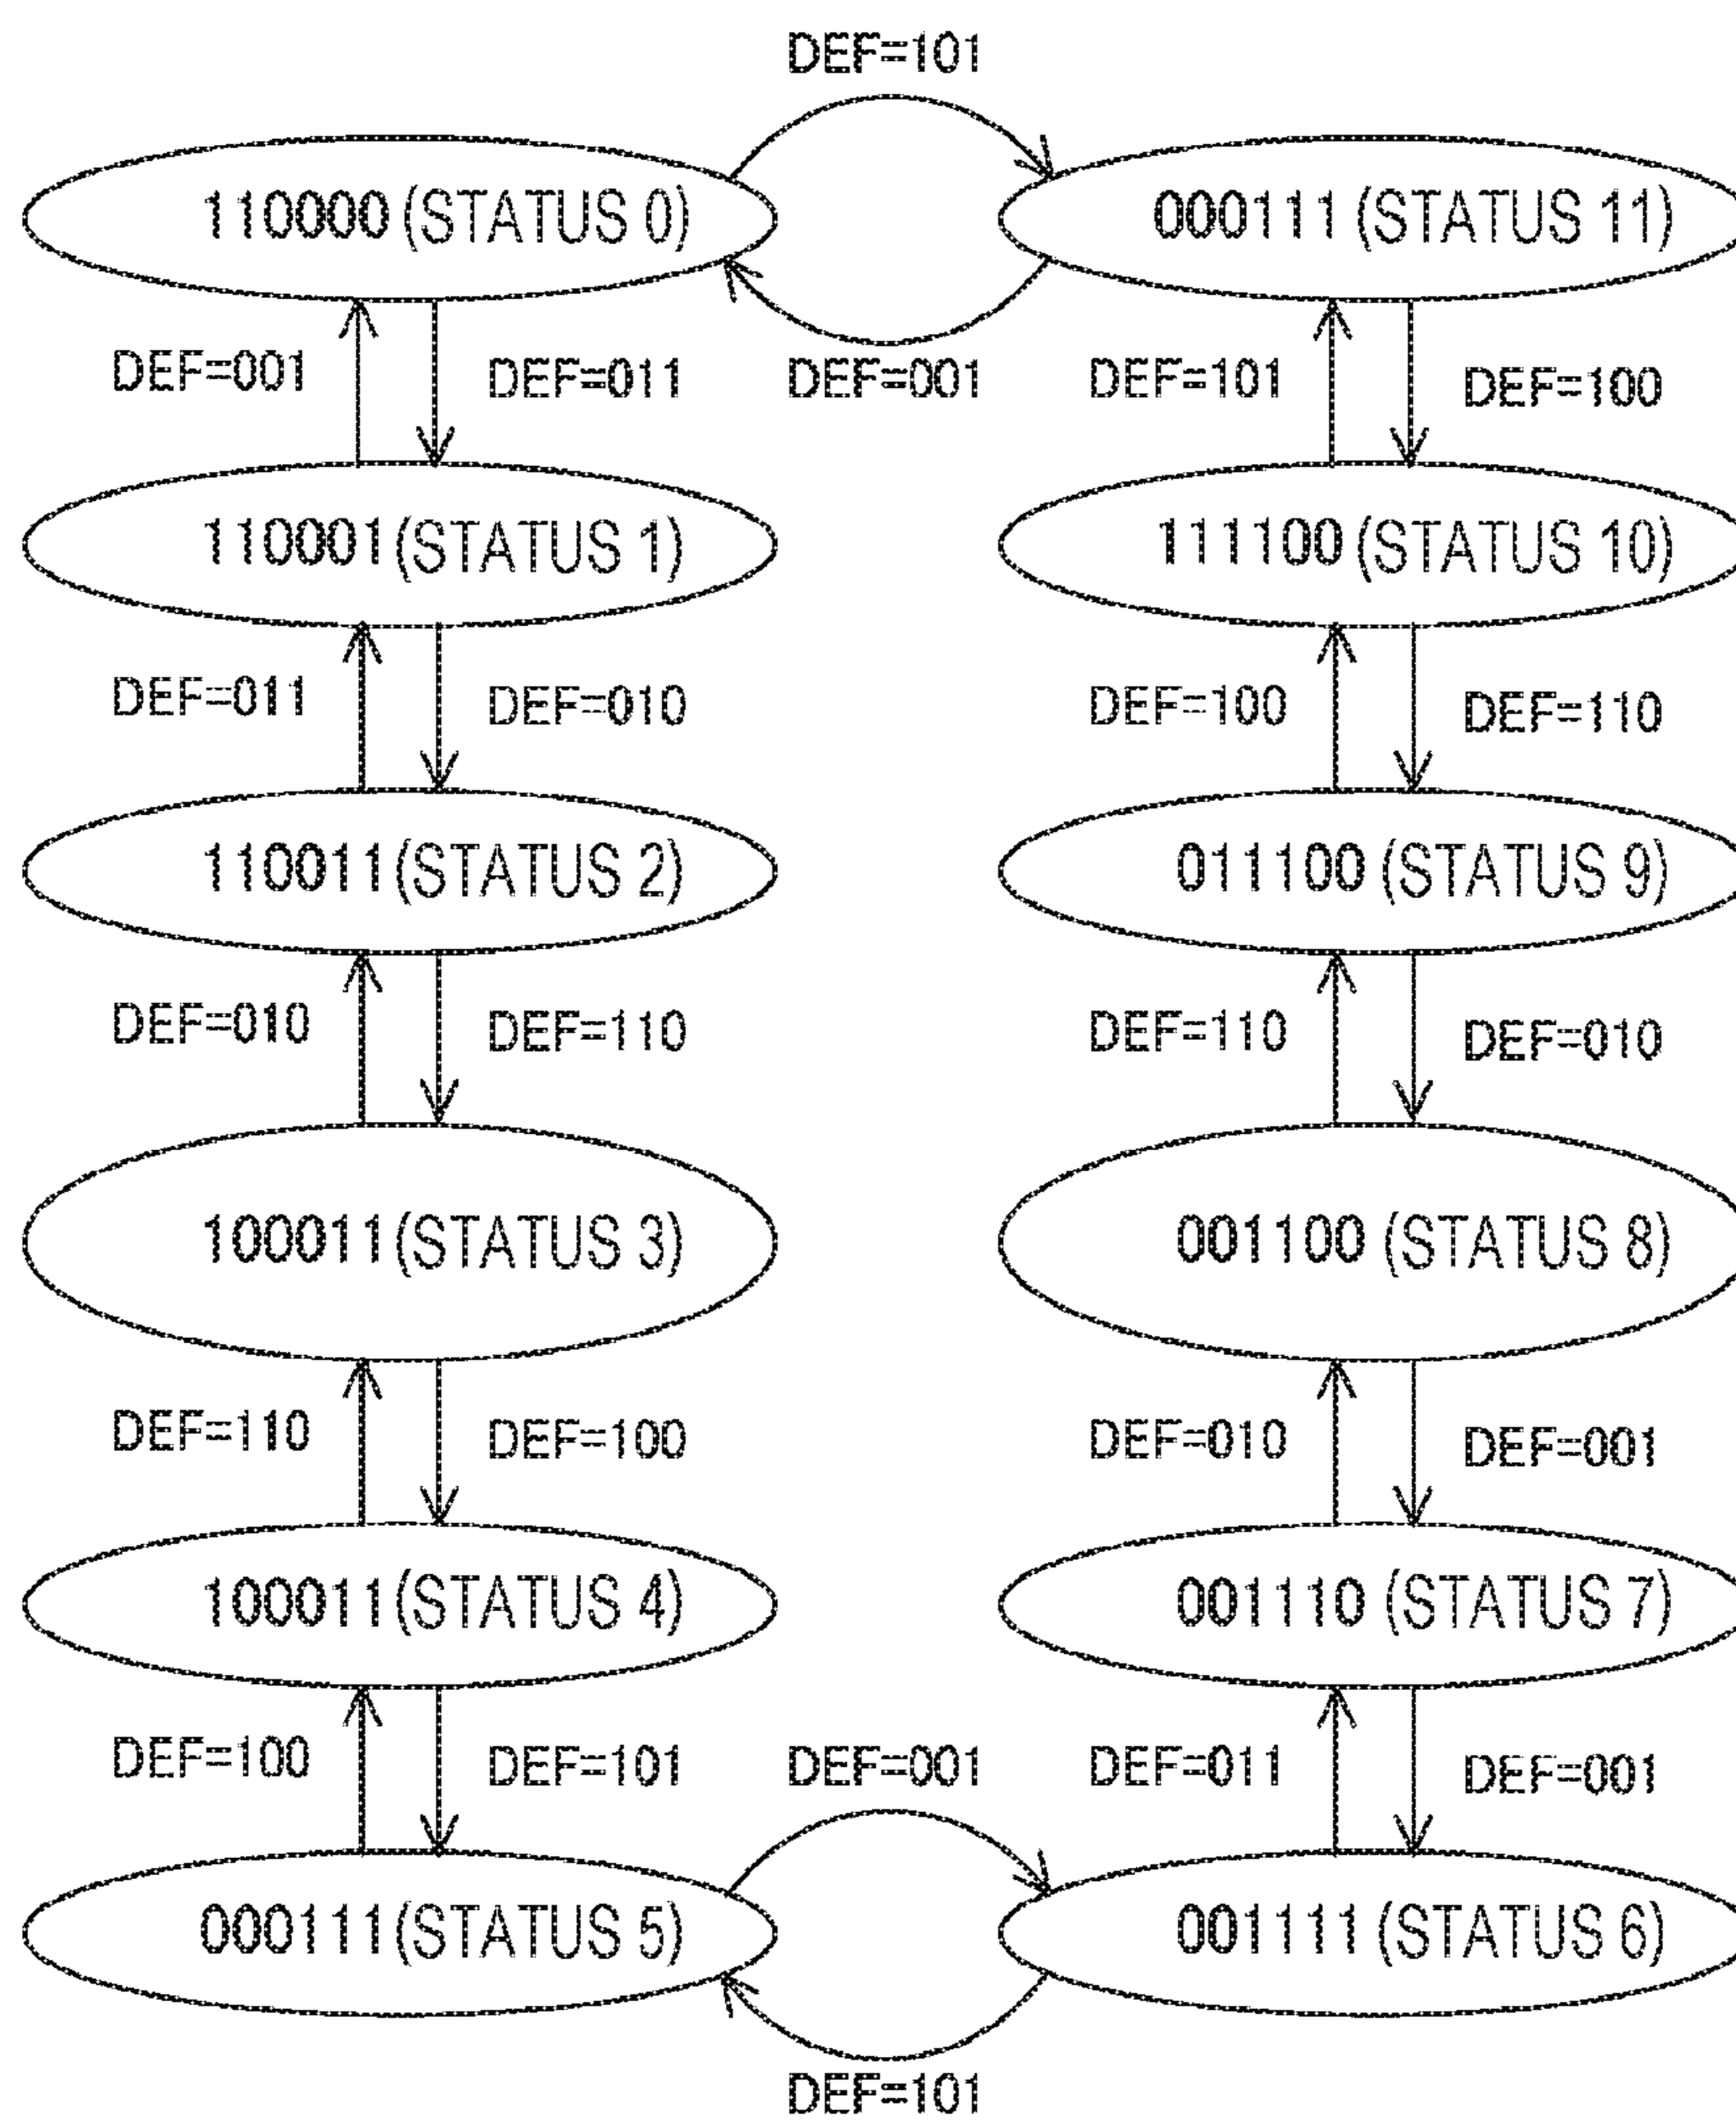 DEF=101
110000 (STATUS 0)
000111 (STATUS 11)
DEF=001
DEF=011
DEF=001
DEF=101
DEF=100
110001(STATUS 1)
111100 (STATUS 10)
DEF=011
DEF=010
DEF=100
DEF=110
110011(STATUS 2)
011100 (STATUS 9)
DEF=010
DEF=110
DEF=110
DEF=010
100011(STATUS 3)
001100 (STATUS 8)
DEF=110
DEF=100
DEF=010
DEF=001
100011(STATUS 4)
001110 (STATUS 7)
DEF=100
DEF=101
DEF=001
DEF=011
DEF=001
000111(STATUS 5)
001111 (STATUS 6)
DEF=101